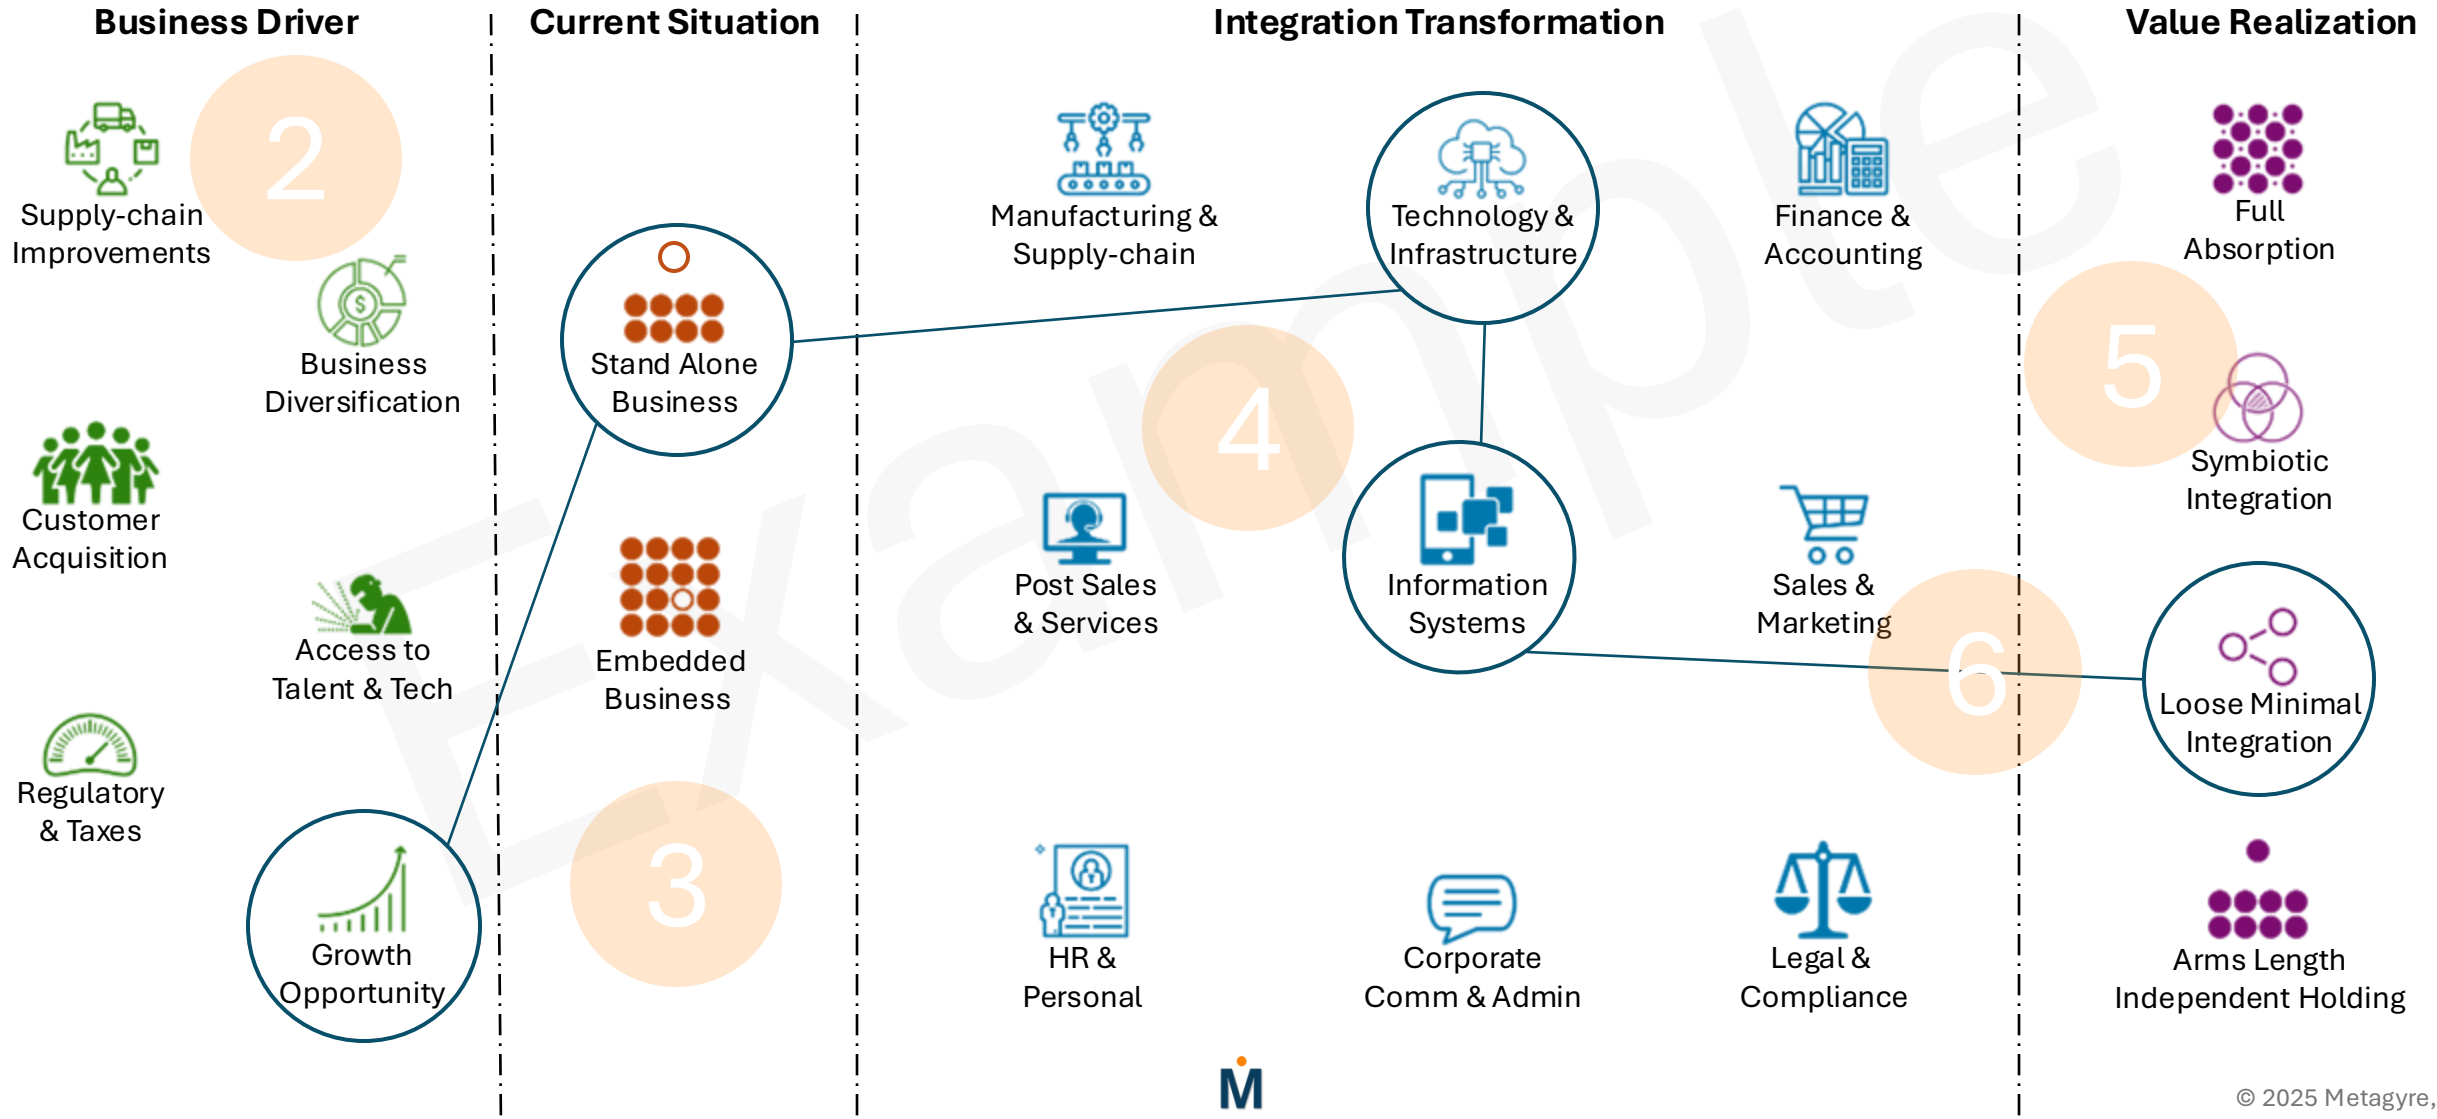 Business Driver
Current Situation
Integration Transformation
Value Realization
2
Supply-chain
Improvements
Business
Diversification
Customer
Acquisition
Access to
Talent & Tech
Regulatory
& Taxes
Growth
Opportunity
Stand Alone
Business
Embedded
Business
3
Manufacturing &
Supply-chain
Technology &
Infrastructure
Finance &
Accounting
4
Post Sales
& Services
Information
Systems
Sales &
Marketing
6
HR &
Personal
Corporate
Comm & Admin
Legal &
Compliance
Full
Absorption
5
Symbiotic
Integration
Loose Minimal
Integration
Arms Length
Independent Holding
Example
$
M
© 2025 Metagyre,